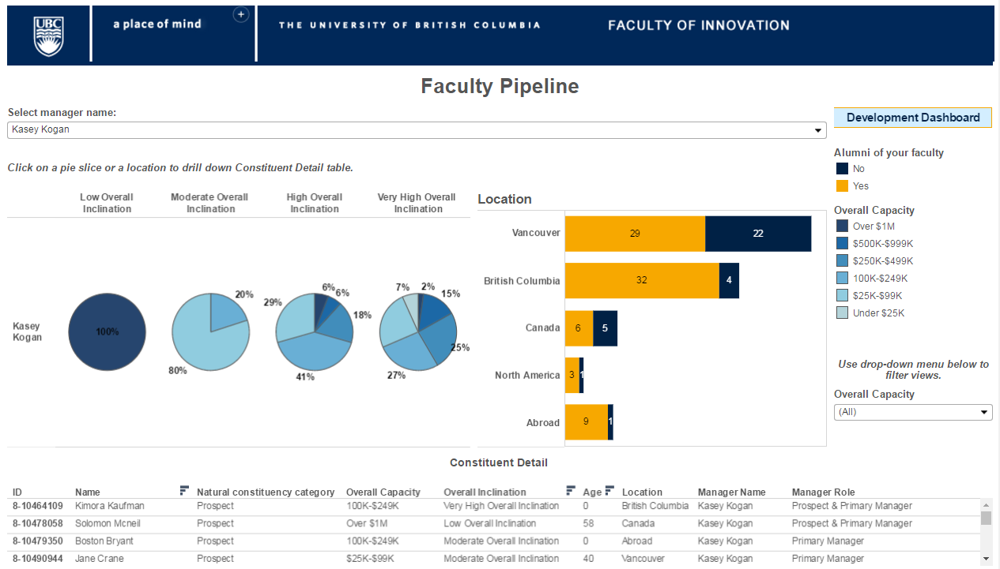 UBC
a place of mind
+
THE UNIVERSITY OF BRITISH COLUMBIA
FACULTY OF INNOVATION
Faculty Pipeline
Select manager name:
Kasey Kogan
Development Dashboard
Click on a pie slice or a location to drill down Constituent Detail table.
Low Overall Inclination
Moderate Overall Inclination
High Overall Inclination
Very High Overall Inclination
Kasey Kogan
100%
20%
80%
6%
6%
18%
41%
29%
2%
15%
25%
27%
7%
Location
Vancouver 29 22
British Columbia 32 4
Canada 6 5
North America 3 1
Abroad 9 1
Alumni of your faculty
No
Yes
Overall Capacity
Over $1M
$500K-$999K
$250K-$499K
100K-$249K
$25K-$99K
Under $25K
Use drop-down menu below to
filter views.
Overall Capacity
(All)
Constituent Detail
ID Name Natural constituency category Overall Capacity Overall Inclination Age Location Manager Name Manager Role
8-10464109 Kimora Kaufman Prospect 100K-$249K Very High Overall Inclination 0 British Columbia Kasey Kogan Prospect & Primary Manager
8-10478058 Solomon Mcneil Prospect Over $1M Low Overall Inclination 58 Canada Kasey Kogan Prospect & Primary Manager
8-10479350 Boston Bryant Prospect 100K-$249K Moderate Overall Inclination 0 Abroad Kasey Kogan Primary Manager
8-10490944 Jane Crane Prospect $25K-$99K Moderate Overall Inclination 40 Vancouver Kasey Kogan Primary Manager